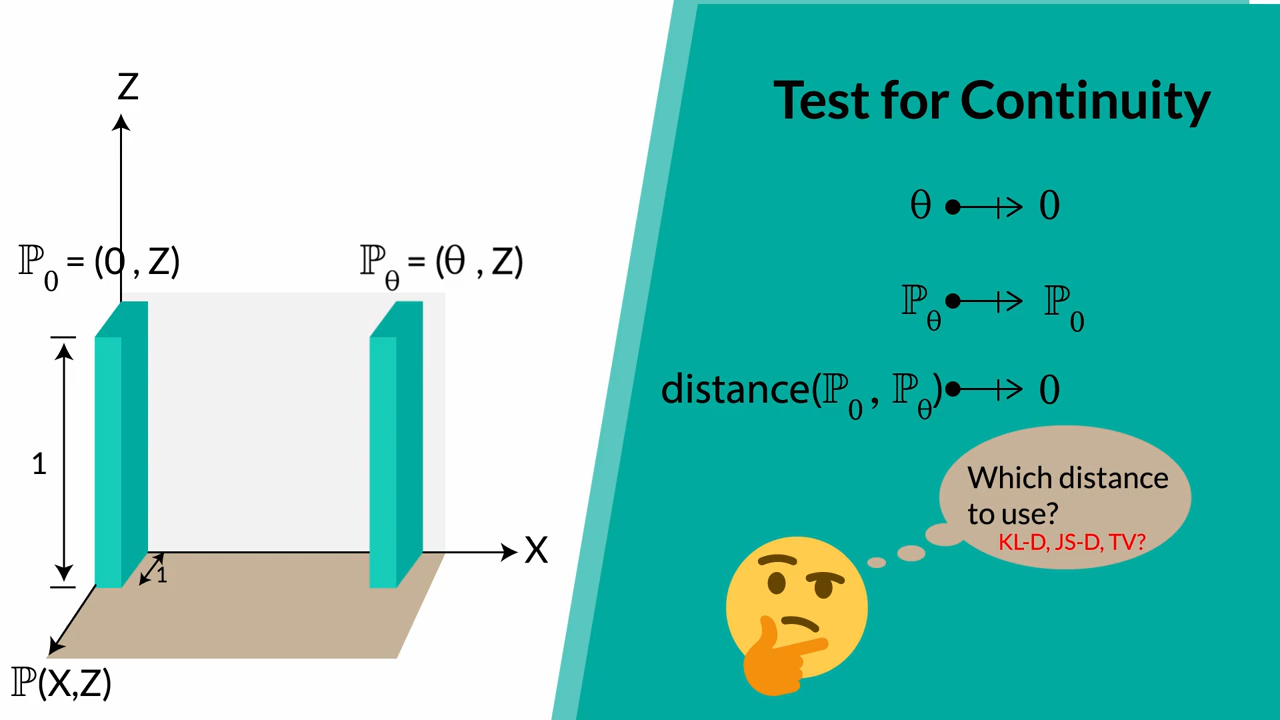 Z
ℙ0 = (0 , Z)
ℙθ = (θ , Z)
1
1
X
ℙ(X,Z)
Test for Continuity
θ 0
ℙθ ℙ0
distance(ℙ0 , ℙθ) 0
Which distance
to use?
KL-D, JS-D, TV?